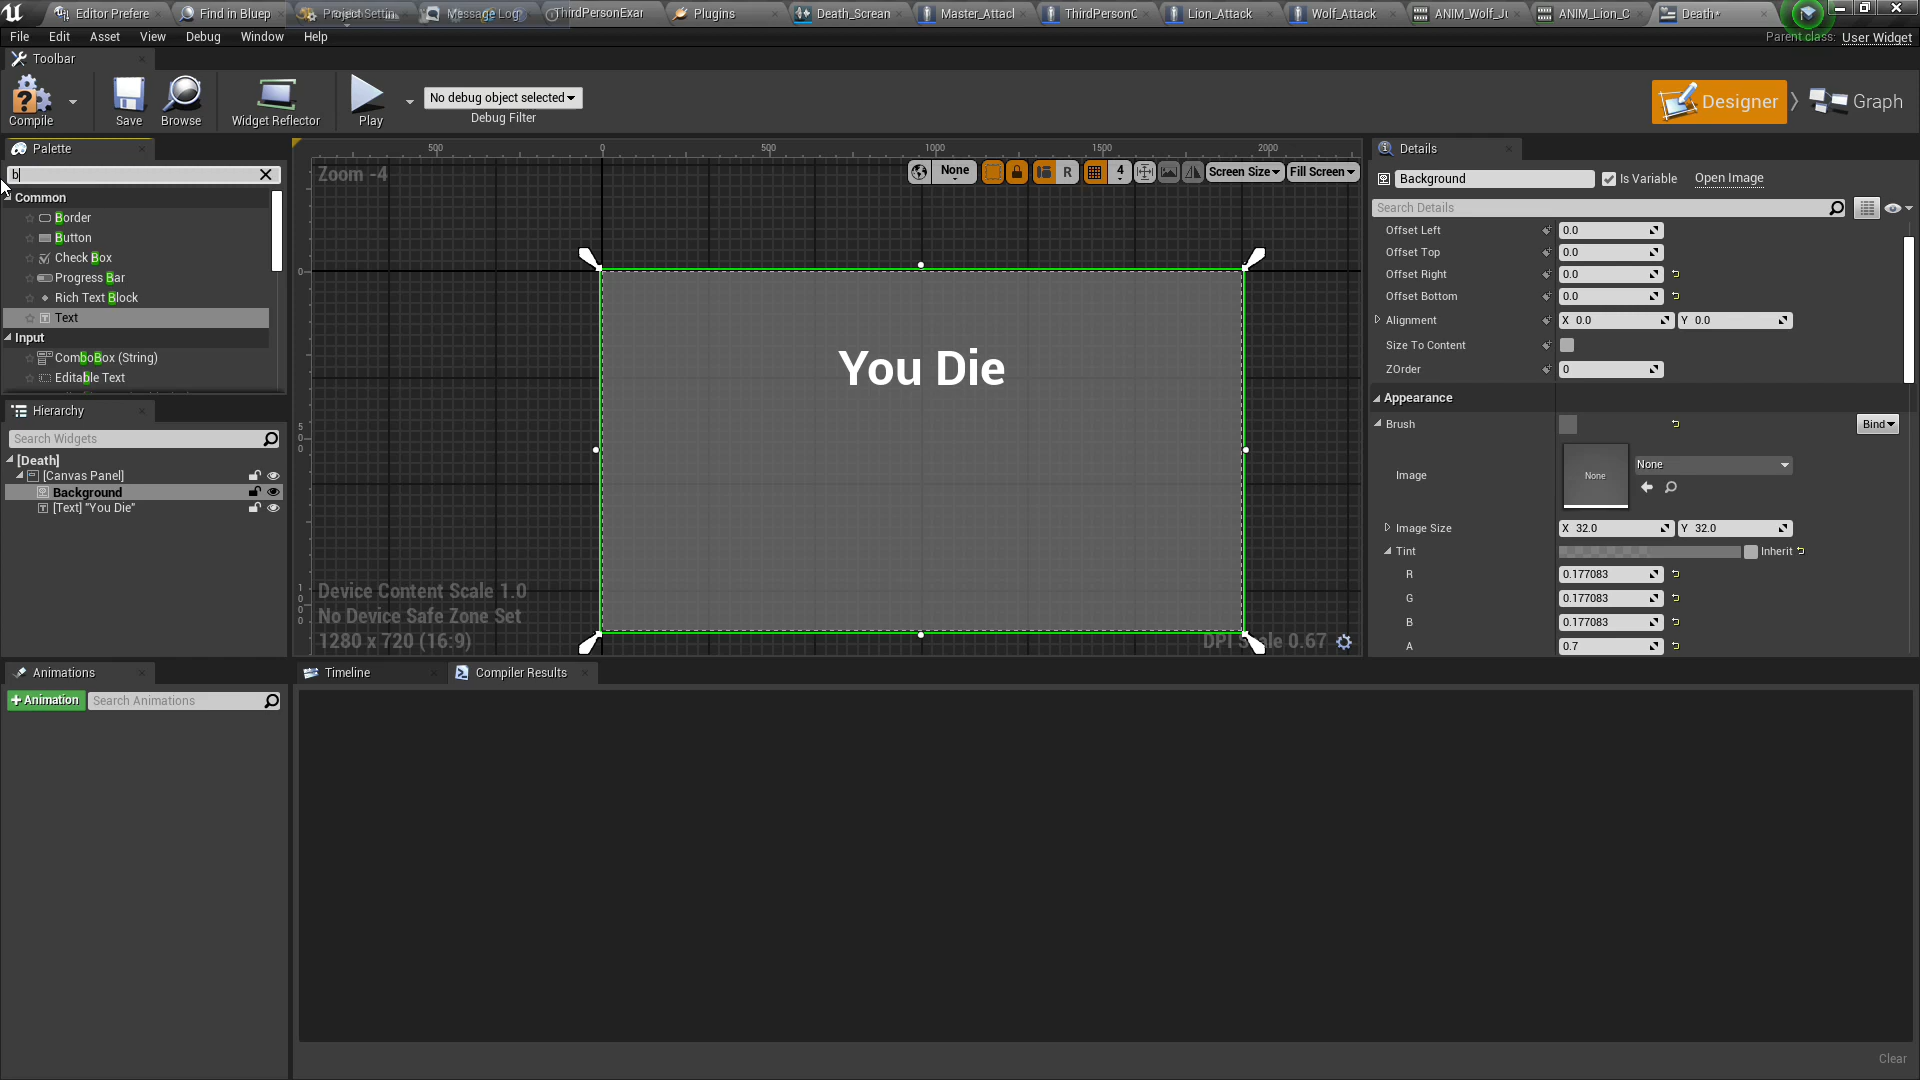 Editor Prefere
Find in Bluep
Project Settin
Message Log
ThirdPersonExar
Plugins
Death_Screan
Master_Attacl
ThirdPersonC
Lion_Attack
Wolf_Attack
ANIM_Wolf_Ju
ANIM_Lion_C
Death*
File Edit Asset View Debug Window Help
Parent class: User Widget
Toolbar
Compile
Save
Browse
Widget Reflector
Play
No debug object selected
Debug Filter
Designer
Graph
Palette
b
Common
Border
Button
Check Box
Progress Bar
Rich Text Block
Text
Input
ComboBox (String)
Editable Text
Hierarchy
Search Widgets
[Death]
[Canvas Panel]
Background
[Text] "You Die"
500 0 500 1000 1500 2000
0
500
1000
Zoom -4
None
R
4
Screen Size
Fill Screen
You Die
Device Content Scale 1.0
No Device Safe Zone Set
1280 x 720 (16:9)
DPI Scale 0.67
Details
Background
Is Variable
Open Image
Search Details
Offset Left 0.0
Offset Top 0.0
Offset Right 0.0
Offset Bottom 0.0
Alignment X 0.0 Y 0.0
Size To Content
ZOrder 0
Appearance
Brush
Bind
Image
None
None
Image Size X 32.0 Y 32.0
Tint
Inherit
R 0.177083
G 0.177083
B 0.177083
A 0.7
Animations
+Animation
Search Animations
Timeline
Compiler Results
Clear